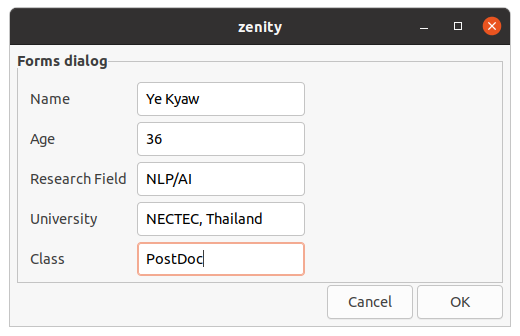 zenity
Forms dialog
Name Ye Kyaw
Age 36
Research Field NLP/AI
University NECTEC, Thailand
Class PostDoc
Cancel OK